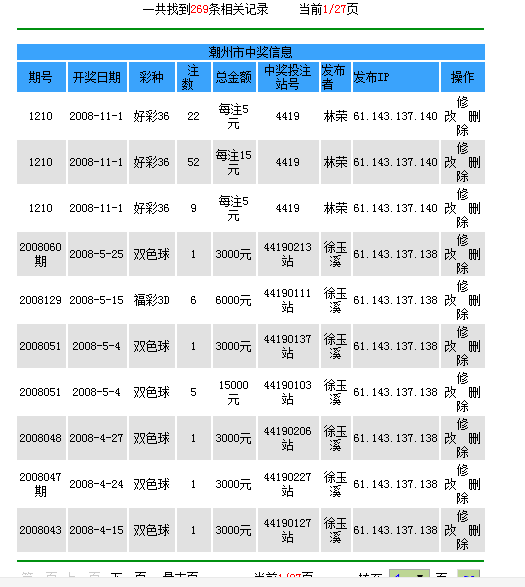 一共找到269条相关记录 当前1/27页
潮州市中奖信息
期号 开奖日期 彩种 注数 总金额 中奖投注站号 发布者 发布IP 操作
1210 2008-11-1 好彩36 22 每注5元 4419 林荣 61.143.137.140 修改 删除
1210 2008-11-1 好彩36 52 每注15元 4419 林荣 61.143.137.140 修改 删除
1210 2008-11-1 好彩36 9 每注5元 4419 林荣 61.143.137.140 修改 删除
2008060期 2008-5-25 双色球 1 3000元 44190213站 徐玉溪 61.143.137.138 修改 删除
2008129 2008-5-15 福彩3D 6 6000元 44190111站 徐玉溪 61.143.137.138 修改 删除
2008051 2008-5-4 双色球 1 3000元 44190137站 徐玉溪 61.143.137.138 修改 删除
2008051 2008-5-4 双色球 5 15000元 44190103站 徐玉溪 61.143.137.138 修改 删除
2008048 2008-4-27 双色球 1 3000元 44190206站 徐玉溪 61.143.137.138 修改 删除
2008047期 2008-4-24 双色球 1 3000元 44190227站 徐玉溪 61.143.137.138 修改 删除
2008043 2008-4-15 双色球 1 3000元 44190127站 徐玉溪 61.143.137.138 修改 删除
当前1/27页